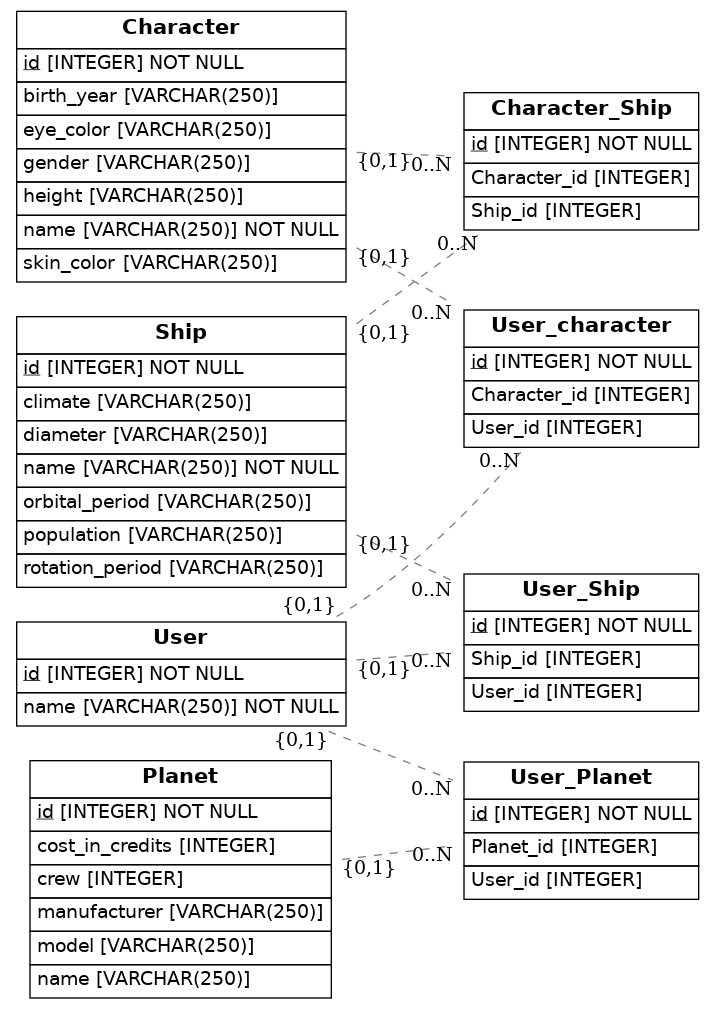 Character
id [INTEGER] NOT NULL
birth_year [VARCHAR(250)]
eye_color [VARCHAR(250)]
gender [VARCHAR(250)]
height [VARCHAR(250)]
name [VARCHAR(250)] NOT NULL
skin_color [VARCHAR(250)]
Character_Ship
id [INTEGER] NOT NULL
Character_id [INTEGER]
Ship_id [INTEGER]
{0,1}
0..N
0..N
{0,1}
0..N
{0,1}
Ship
id [INTEGER] NOT NULL
climate [VARCHAR(250)]
diameter [VARCHAR(250)]
name [VARCHAR(250)] NOT NULL
orbital_period [VARCHAR(250)]
population [VARCHAR(250)]
rotation_period [VARCHAR(250)]
User_character
id [INTEGER] NOT NULL
Character_id [INTEGER]
User_id [INTEGER]
0..N
{0,1}
0..N
{0,1}
User_Ship
id [INTEGER] NOT NULL
Ship_id [INTEGER]
User_id [INTEGER]
User
id [INTEGER] NOT NULL
name [VARCHAR(250)] NOT NULL
{0,1}
0..N
{0,1}
0..N
Planet
id [INTEGER] NOT NULL
cost_in_credits [INTEGER]
crew [INTEGER]
manufacturer [VARCHAR(250)]
model [VARCHAR(250)]
name [VARCHAR(250)]
User_Planet
id [INTEGER] NOT NULL
Planet_id [INTEGER]
User_id [INTEGER]
{0,1}
0..N